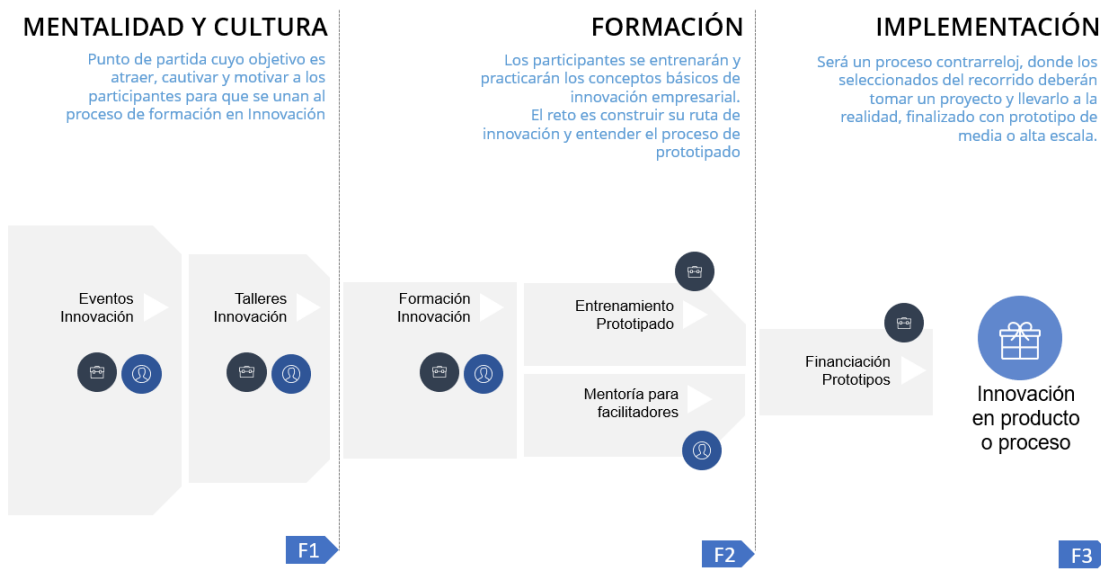 MENTALIDAD Y CULTURA
Punto de partida cuyo objetivo es
atraer, cautivar y motivar a los
participantes para que se unan al
proceso de formación en Innovación
FORMACIÓN
Los participantes se entrenarán y
practicarán los conceptos básicos de
innovación empresarial.
El reto es construir su ruta de
innovación y entender el proceso de
prototipado
IMPLEMENTACIÓN
Será un proceso contrarreloj, donde los
seleccionados del recorrido deberán
tomar un proyecto y llevarlo a la
realidad, finalizado con prototipo de
media o alta escala.
Eventos
Innovación
Talleres
Innovación
Formación
Innovación
Entrenamiento
Prototipado
Mentoría para
facilitadores
Financiación
Prototipos
Innovación
en producto
o proceso
F1
F2
F3